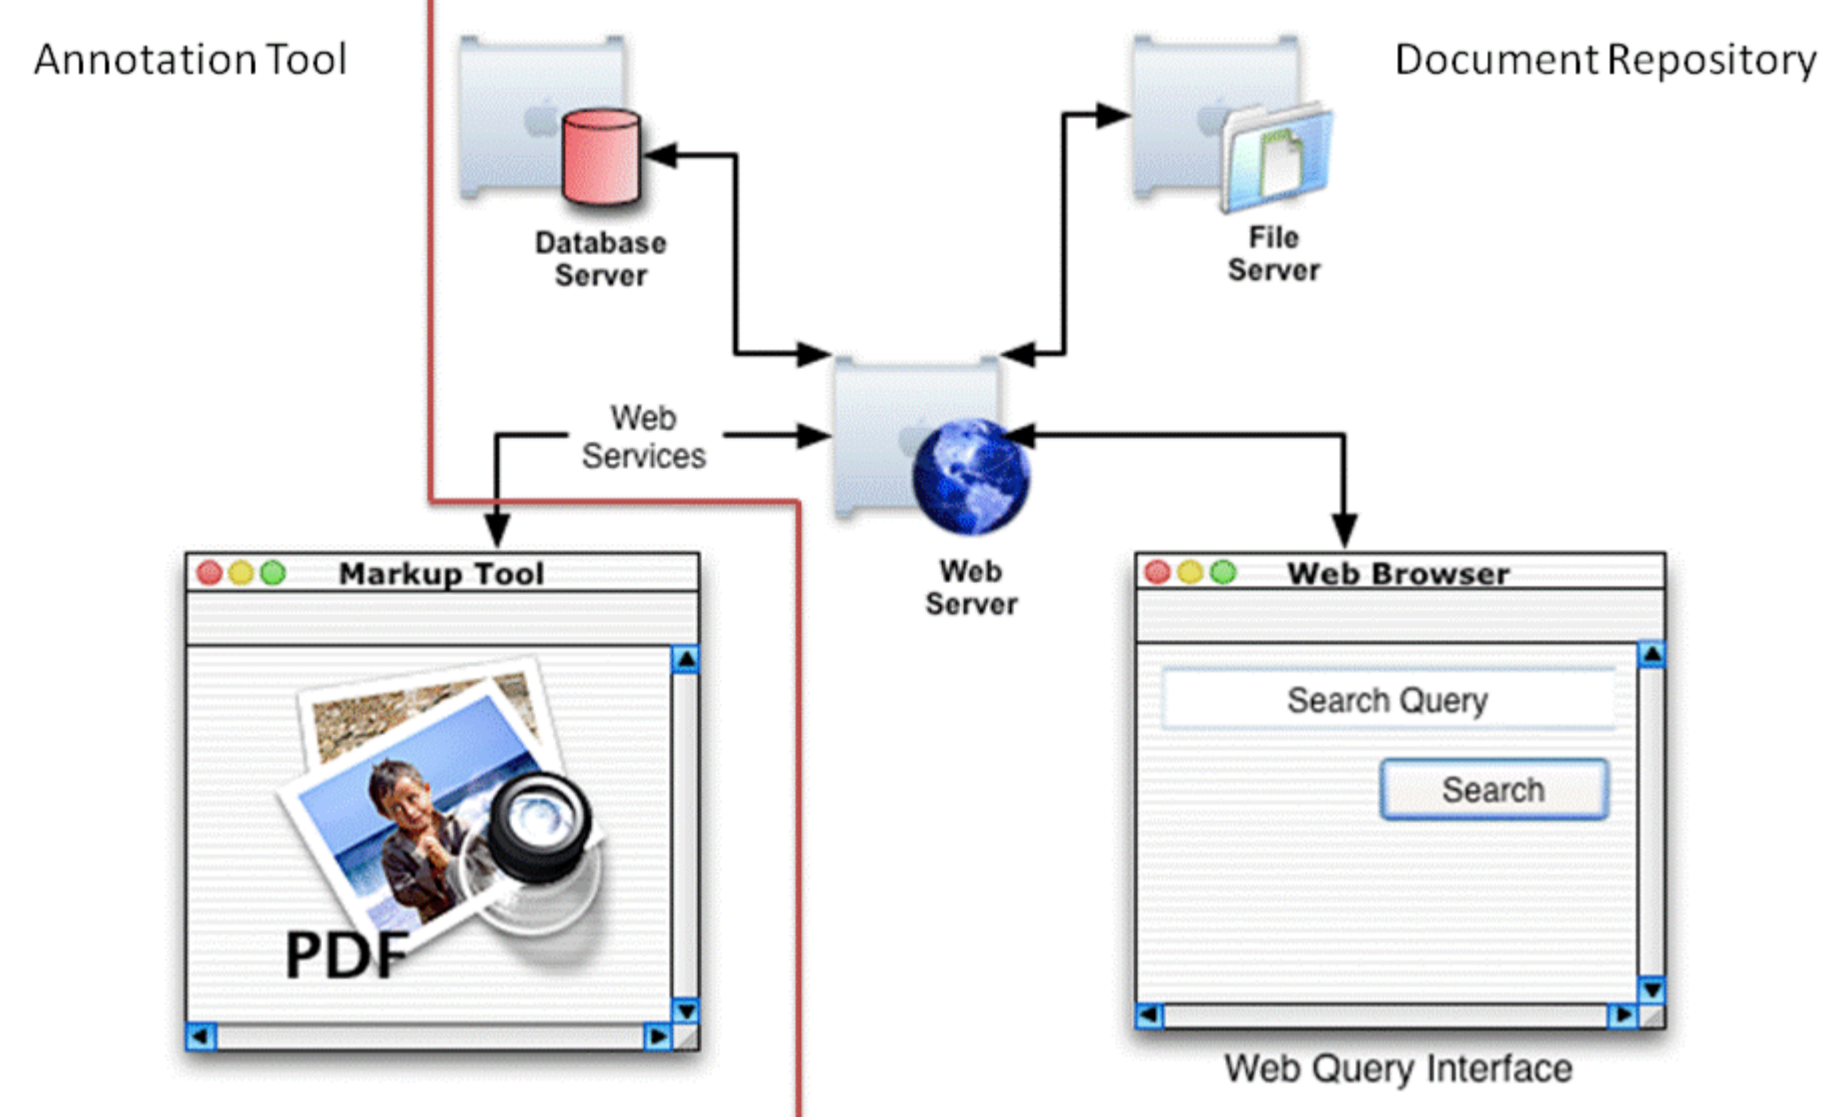 Annotation Tool
Document Repository
Database
Server
File
Server
Web
Services
Web
Server
Markup Tool
PDF
Web Browser
Search Query
Search
Web Query Interface